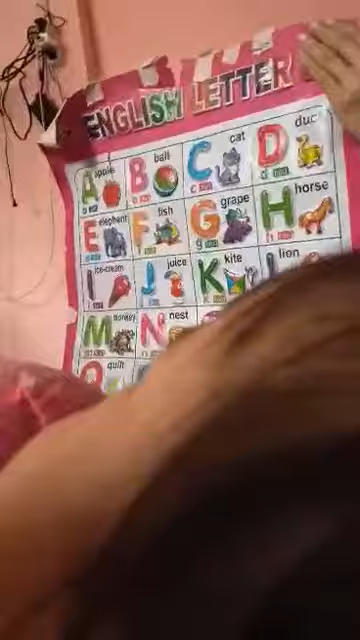 ENGLISH LETTER
A apple B ball C cat D duc
E elephant F fish G grape H horse
I ice-cream J juice K kite L lion
M monkey N nest
Q quilt